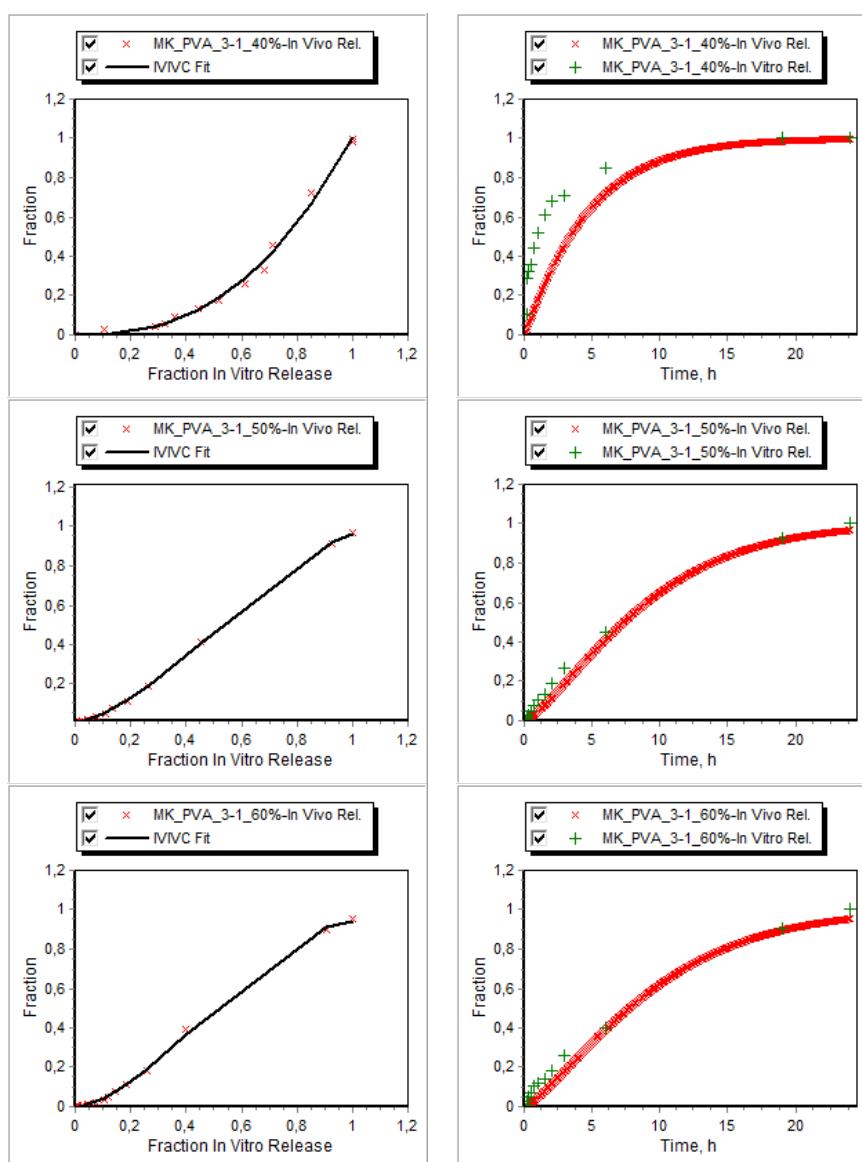 MK_PVA_3-1_40%-In Vivo Rel.
IVIVC Fit
1,2
1
0,8
0,6
0,4
0,2
0
Fraction
0 0,2 0,4 0,6 0,8 1 1,2
Fraction In Vitro Release
MK_PVA_3-1_40%-In Vivo Rel.
MK_PVA_3-1_40%-In Vitro Rel.
1,2
1
0,8
0,6
0,4
0,2
0
Fraction
0 5 10 15 20
Time, h
MK_PVA_3-1_50%-In Vivo Rel.
IVIVC Fit
1,2
1
0,8
0,6
0,4
0,2
Fraction
0 0,2 0,4 0,6 0,8 1 1,2
Fraction In Vitro Release
MK_PVA_3-1_50%-In Vivo Rel.
MK_PVA_3-1_50%-In Vitro Rel.
1,2
1
0,8
0,6
0,4
0,2
0
Fraction
0 5 10 15 20
Time, h
MK_PVA_3-1_60%-In Vivo Rel.
IVIVC Fit
1,2
1
0,8
0,6
0,4
0,2
0
Fraction
0 0,2 0,4 0,6 0,8 1 1,2
Fraction In Vitro Release
MK_PVA_3-1_60%-In Vivo Rel.
MK_PVA_3-1_60%-In Vitro Rel.
1,2
1
0,8
0,6
0,4
0,2
0
Fraction
0 5 10 15 20
Time, h